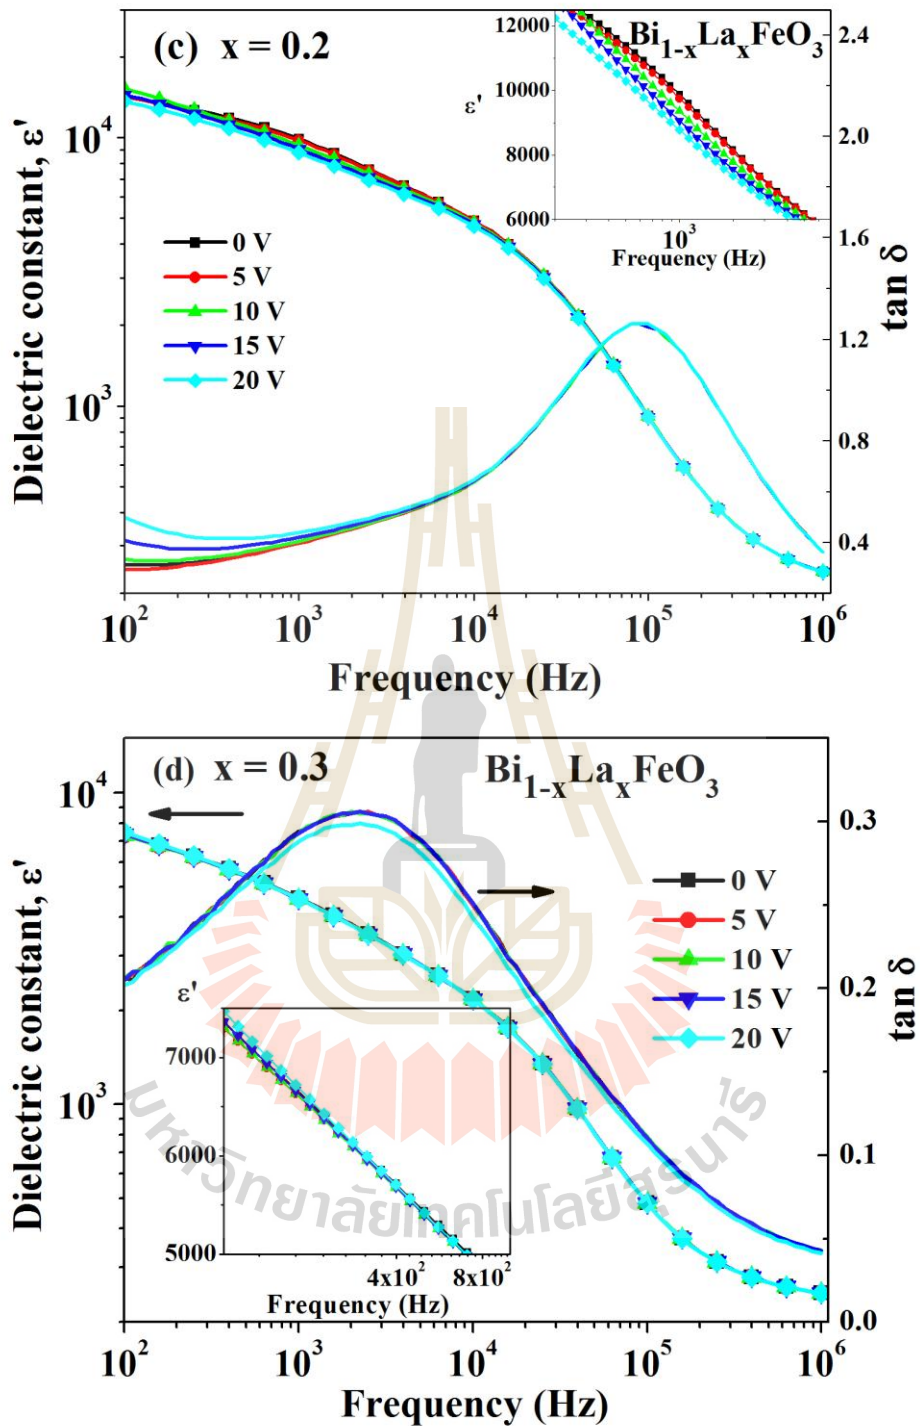 (c) x = 0.2
Bi₁₋ₓLaₓFeO₃
ε'
12000
10000
8000
6000
10³
Frequency (Hz)
Dielectric constant, ε'
10⁴
10³
0 V
5 V
10 V
15 V
20 V
tan δ
2.4
2.0
1.6
1.2
0.8
0.4
10² 10³ 10⁴ 10⁵ 10⁶
Frequency (Hz)
(d) x = 0.3 Bi₁₋ₓLaₓFeO₃
Dielectric constant, ε'
10⁴
10³
0 V
5 V
10 V
15 V
20 V
tan δ
0.3
0.2
0.1
0.0
ε'
7000
6000
5000
4x10² 8x10²
Frequency (Hz)
10² 10³ 10⁴ 10⁵ 10⁶
Frequency (Hz)
มหาวิทยาลัยเทคโนโลยีสุรนารี